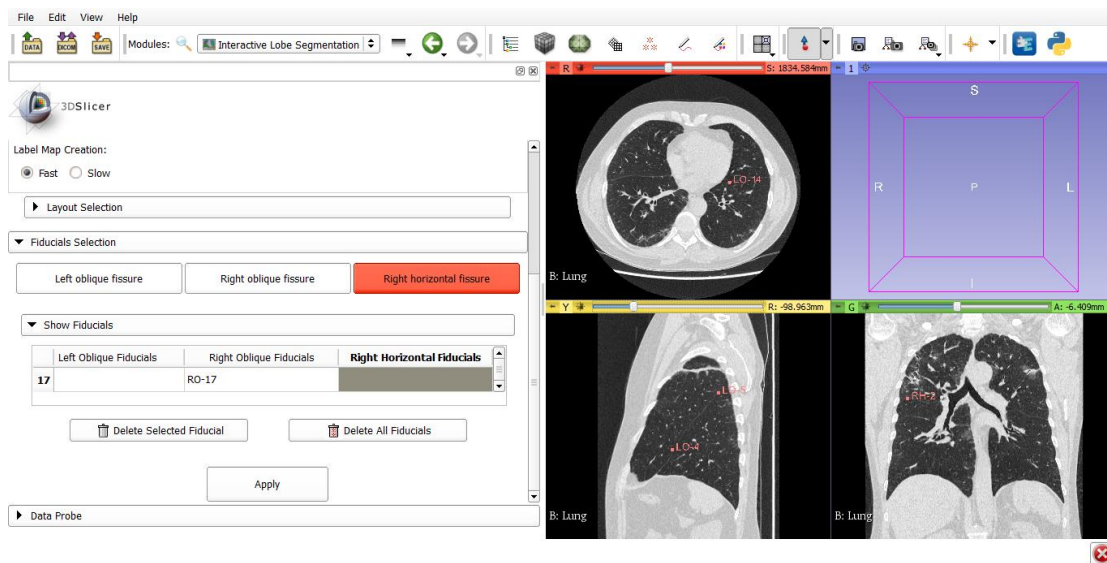 File Edit View Help
DATA DICOM SAVE Modules: Interactive Lobe Segmentation
3DSlicer
Label Map Creation:
Fast Slow
Layout Selection
Fiducials Selection
Left oblique fissure Right oblique fissure Right horizontal fissure
Show Fiducials
Left Oblique Fiducials Right Oblique Fiducials Right Horizontal Fiducials
17 RO-17
Delete Selected Fiducial Delete All Fiducials
Apply
Data Probe
R S: 1834.584mm
LO-14
B: Lung
1
S
R P L
I
Y R: -98.963mm
LO-4
B: Lung
G A: -6.409mm
RH-2
B: Lung